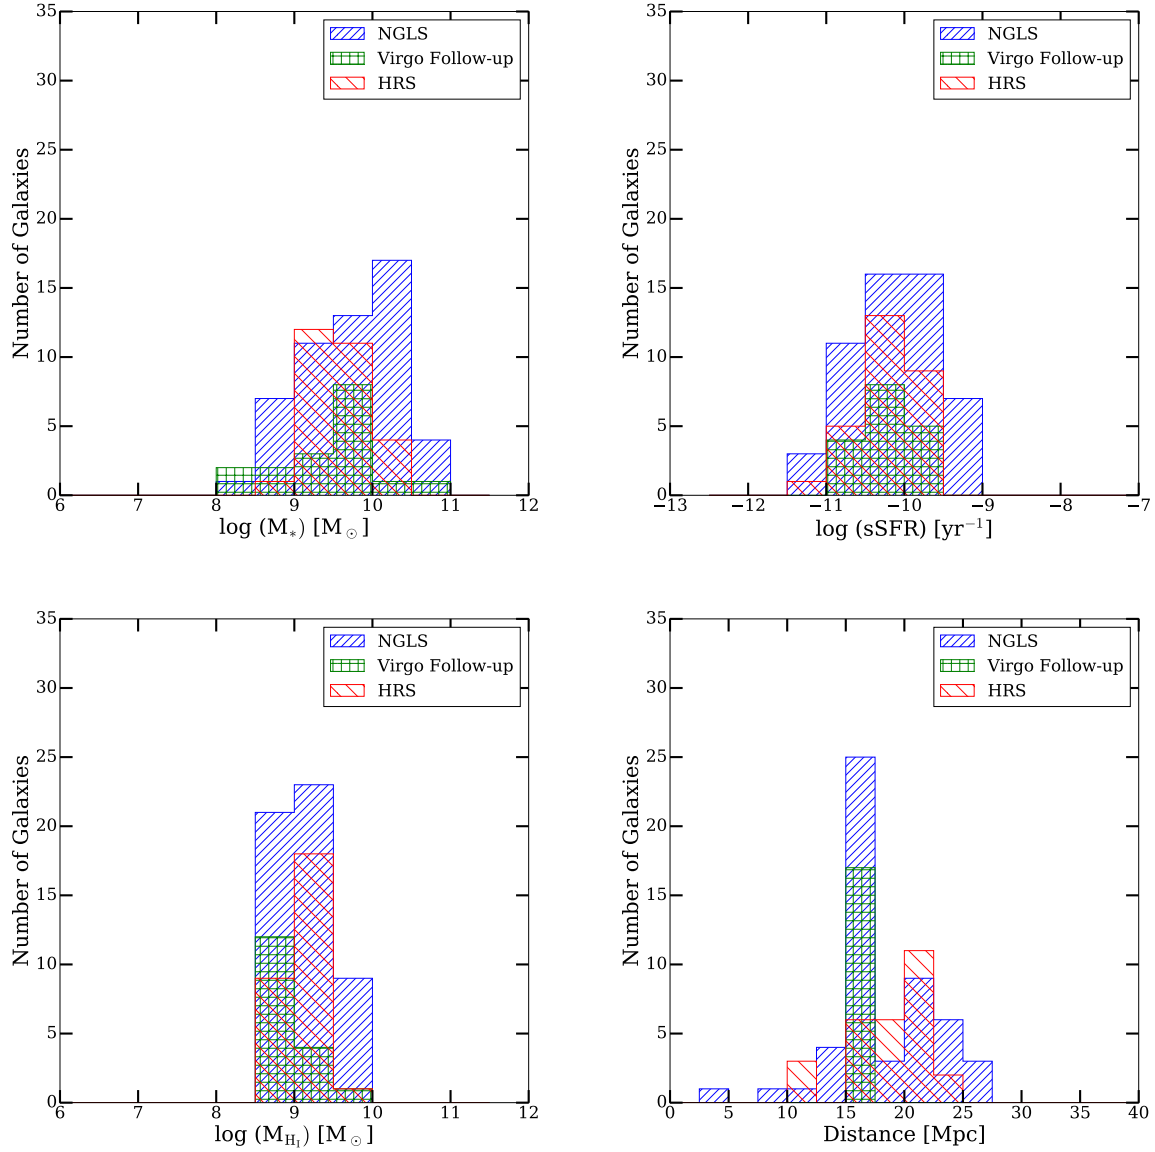 35
30
25
20
15
10
5
0
Number of Galaxies
NGLS
Virgo Follow-up
HRS
6 7 8 9 10 11 12
log (M∗) [M⊙]
35
30
25
20
15
10
5
0
Number of Galaxies
NGLS
Virgo Follow-up
HRS
−13 −12 −11 −10 −9 −8 −7
log (sSFR) [yr⁻¹]
35
30
25
20
15
10
5
0
Number of Galaxies
NGLS
Virgo Follow-up
HRS
6 7 8 9 10 11 12
log (M_{H_I}) [M⊙]
35
30
25
20
15
10
5
0
Number of Galaxies
NGLS
Virgo Follow-up
HRS
0 5 10 15 20 25 30 35 40
Distance [Mpc]